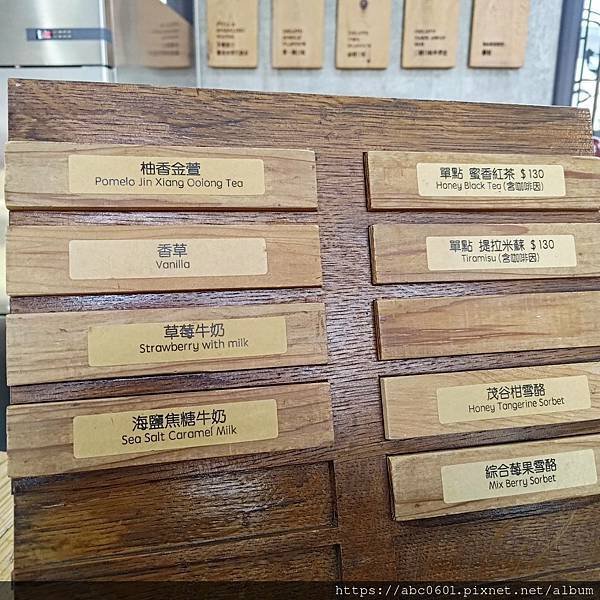 柚香金萱
Pomelo Jin Xiang Oolong Tea
香草
Vanilla
草莓牛奶
Strawberry with milk
海鹽焦糖牛奶
Sea Salt Caramel Milk
單點 蜜香紅茶 $130
Honey Black Tea (含咖啡因)
單點 提拉米蘇 $130
Tiramisu (含咖啡因)
茂谷柑雪酪
Honey Tangerine Sorbet
綜合莓果雪酪
Mix Berry Sorbet
https://abc0601.pixnet.net/album